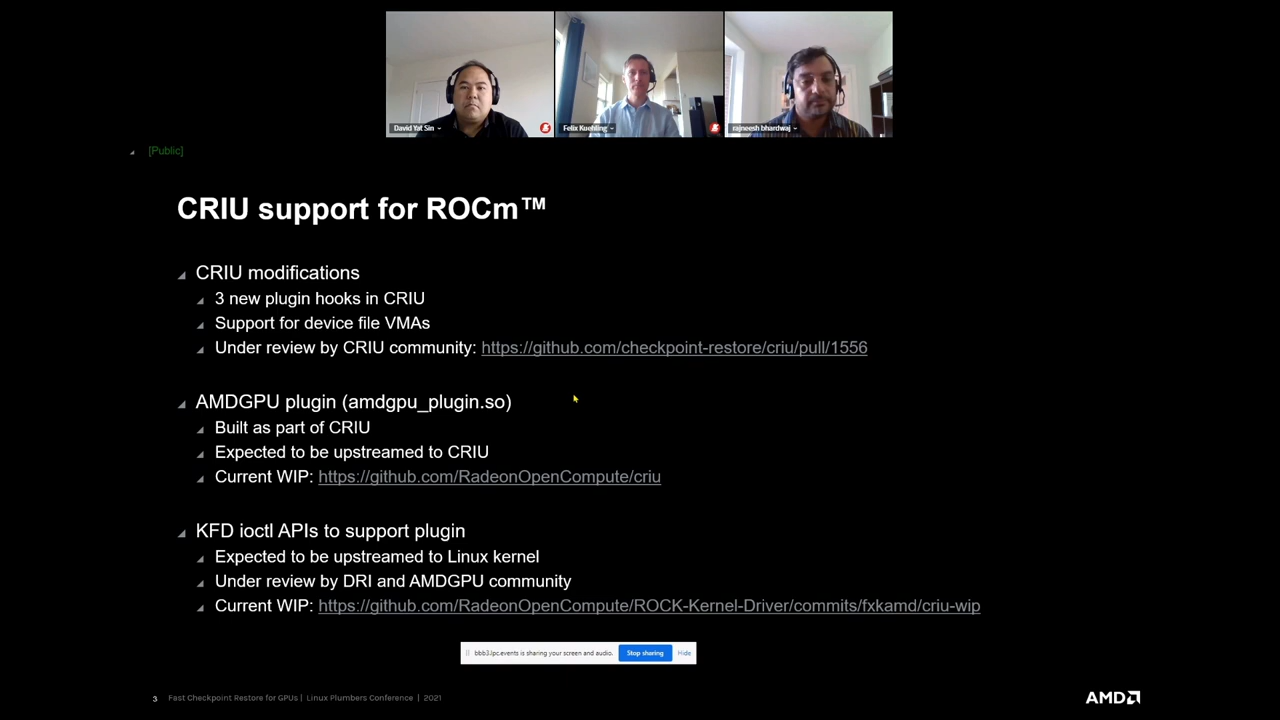 David Yat Sin
Felix Kuehling
rajneesh bhardwaj
[Public]
CRIU support for ROCm™
CRIU modifications
3 new plugin hooks in CRIU
Support for device file VMAs
Under review by CRIU community: https://github.com/checkpoint-restore/criu/pull/1556
AMDGPU plugin (amdgpu_plugin.so)
Built as part of CRIU
Expected to be upstreamed to CRIU
Current WIP: https://github.com/RadeonOpenCompute/criu
KFD ioctl APIs to support plugin
Expected to be upstreamed to Linux kernel
Under review by DRI and AMDGPU community
Current WIP: https://github.com/RadeonOpenCompute/ROCK-Kernel-Driver/commits/fxkamd/criu-wip
bbb3.lpc.events is sharing your screen and audio. Stop sharing Hide
3 Fast Checkpoint Restore for GPUs | Linux Plumbers Conference | 2021
AMD